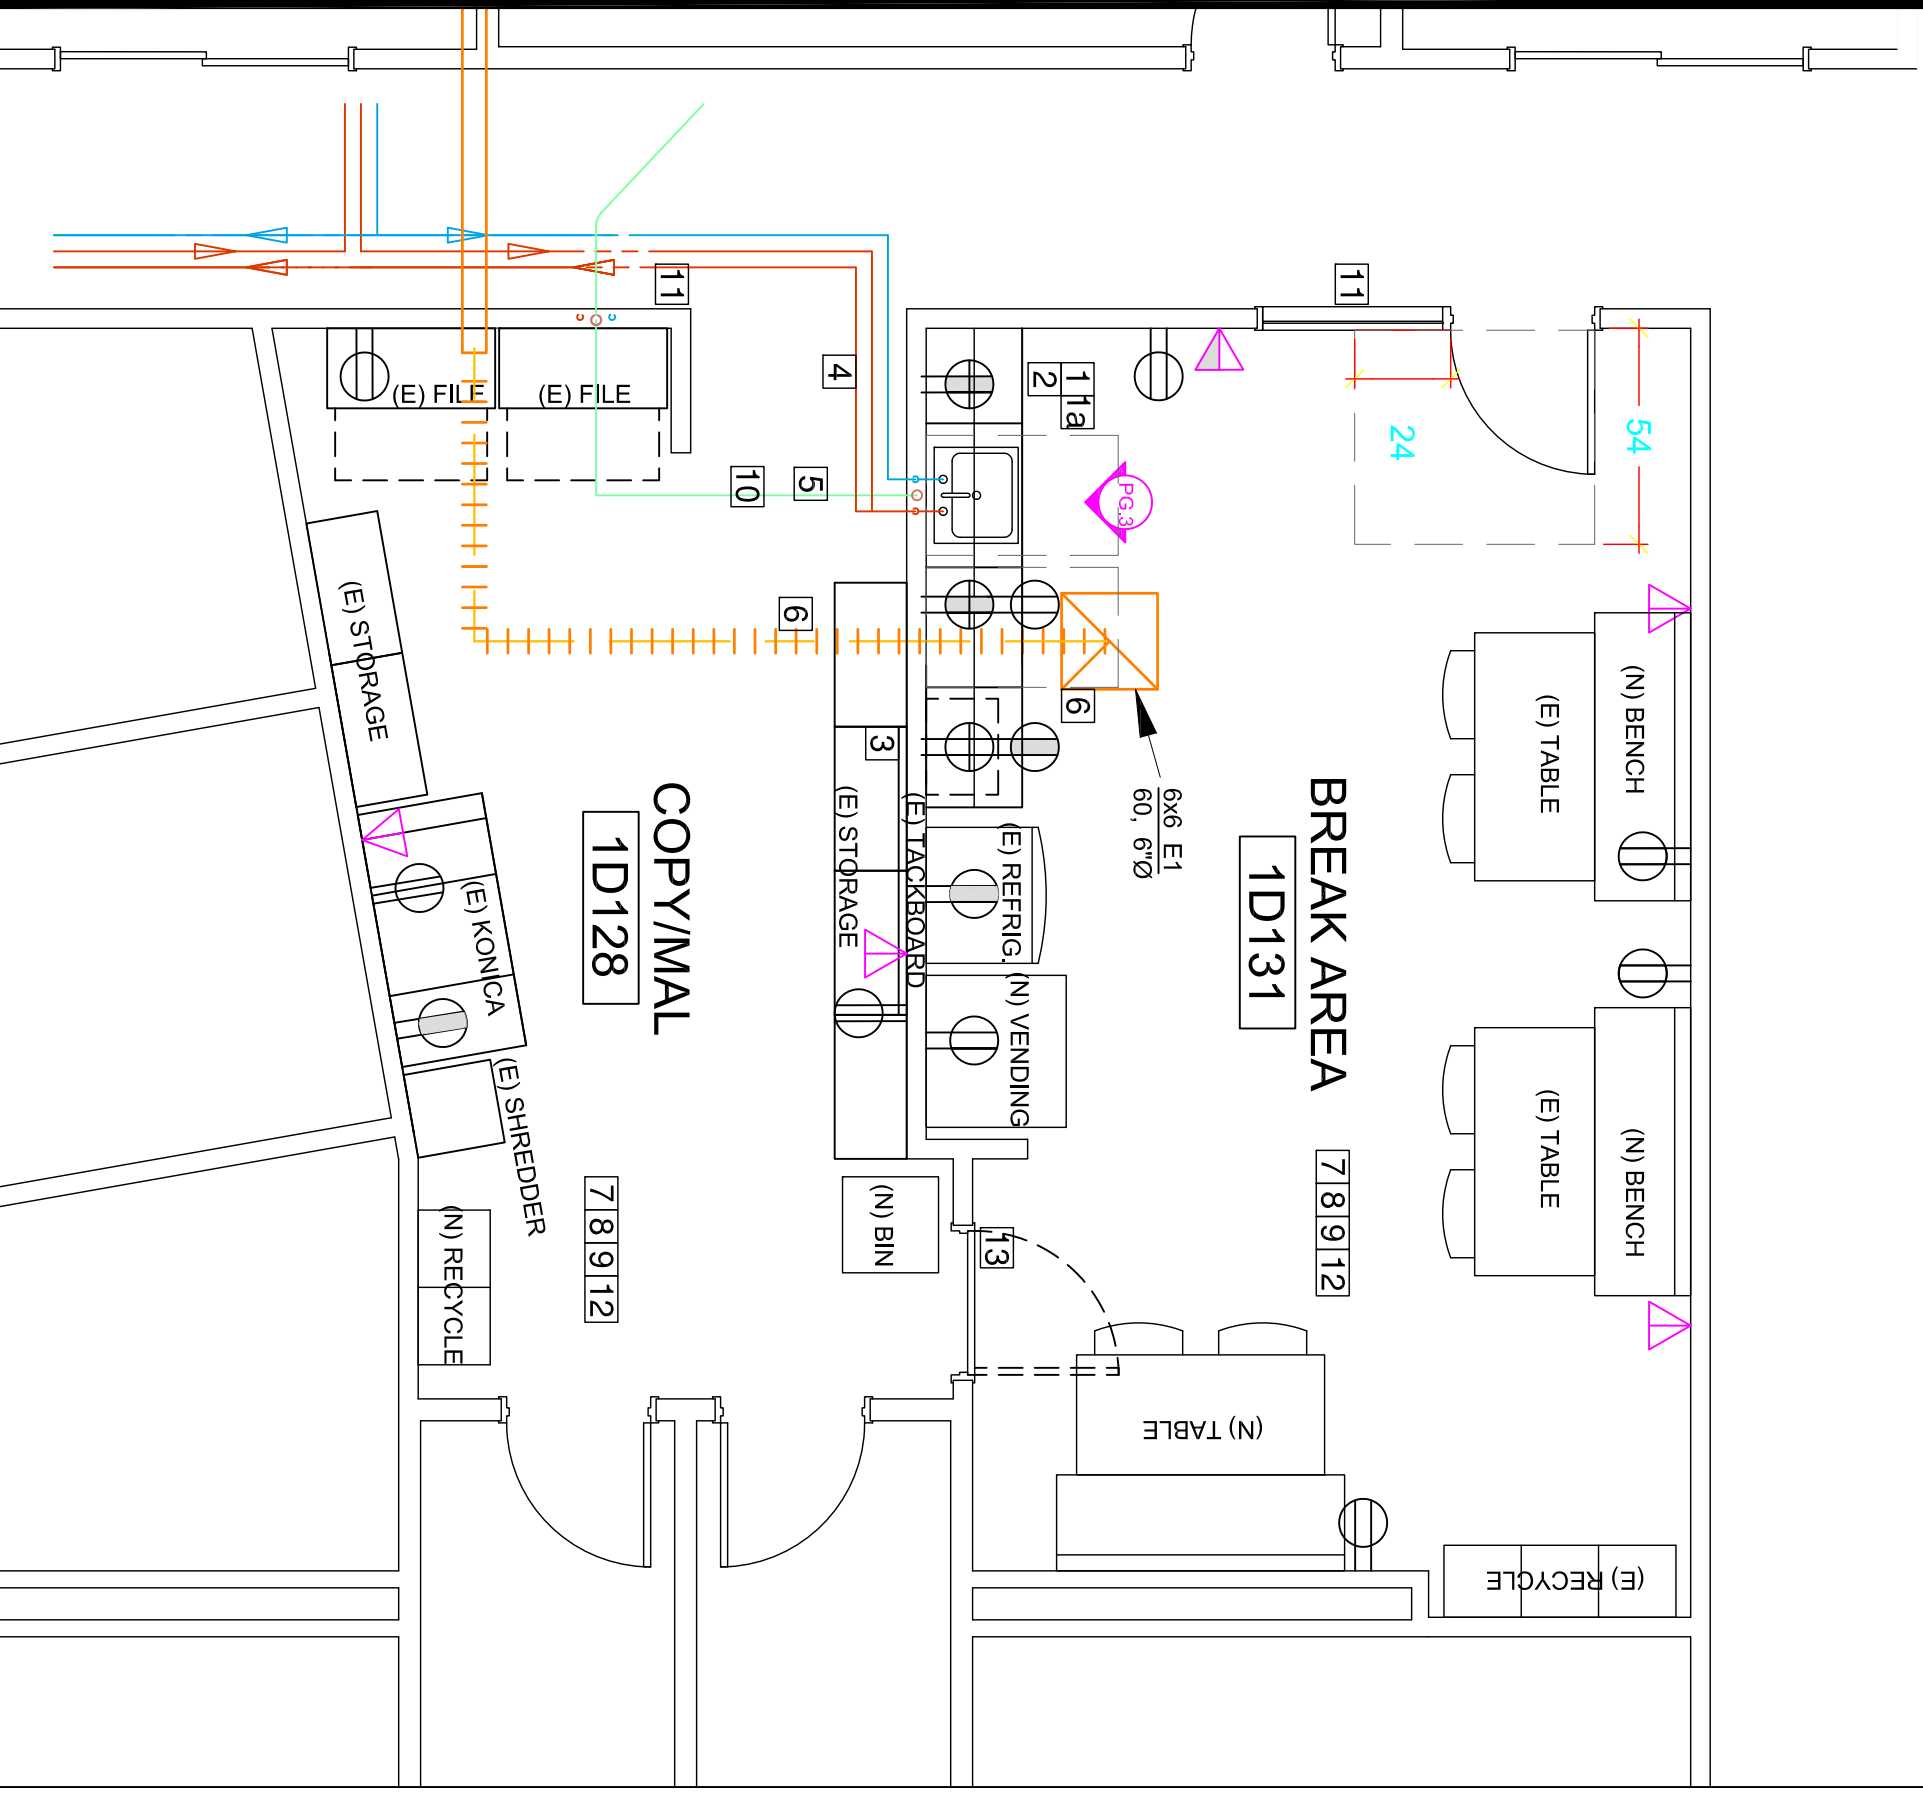 11
11
(E) FILE
(E) FILE
4
1
2
1a
24
54
10
5
PG.3
(E) STORAGE
6
6
3
(E) STORAGE
(E) TACKBOARD
6x6 E1
60, 6"Ø
(E) REFRIG.
(N) VENDING
BREAK AREA
1D131
COPY/MAL
1D128
(E) KONICA
(E) SHREDDER
(N) BENCH
(E) TABLE
(N) BENCH
(E) TABLE
7 8 9 12
7 8 9 12
(N) RECYCLE
(N) BIN
13
(N) TABLE
(E) RECYCLE